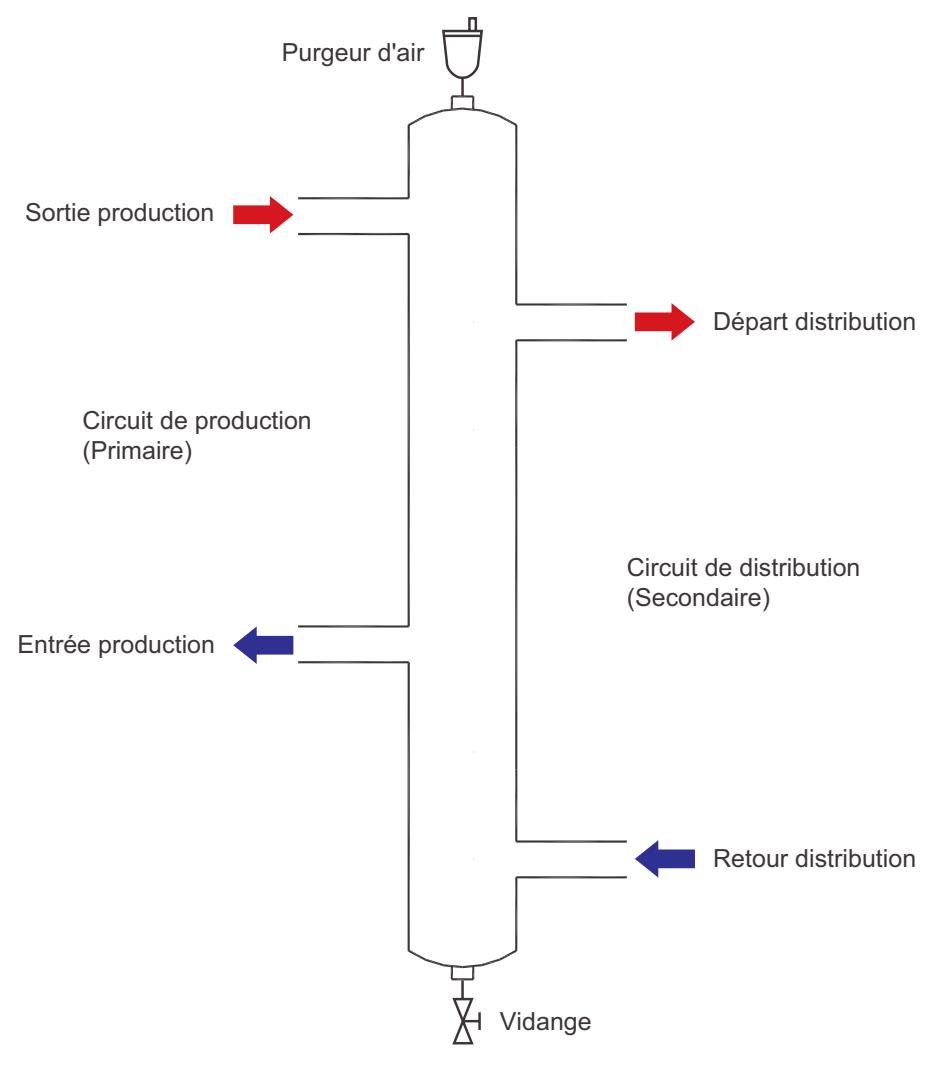 Purgeur d'air
Sortie production
Départ distribution
Circuit de production
(Primaire)
Circuit de distribution
(Secondaire)
Entrée production
Retour distribution
Vidange